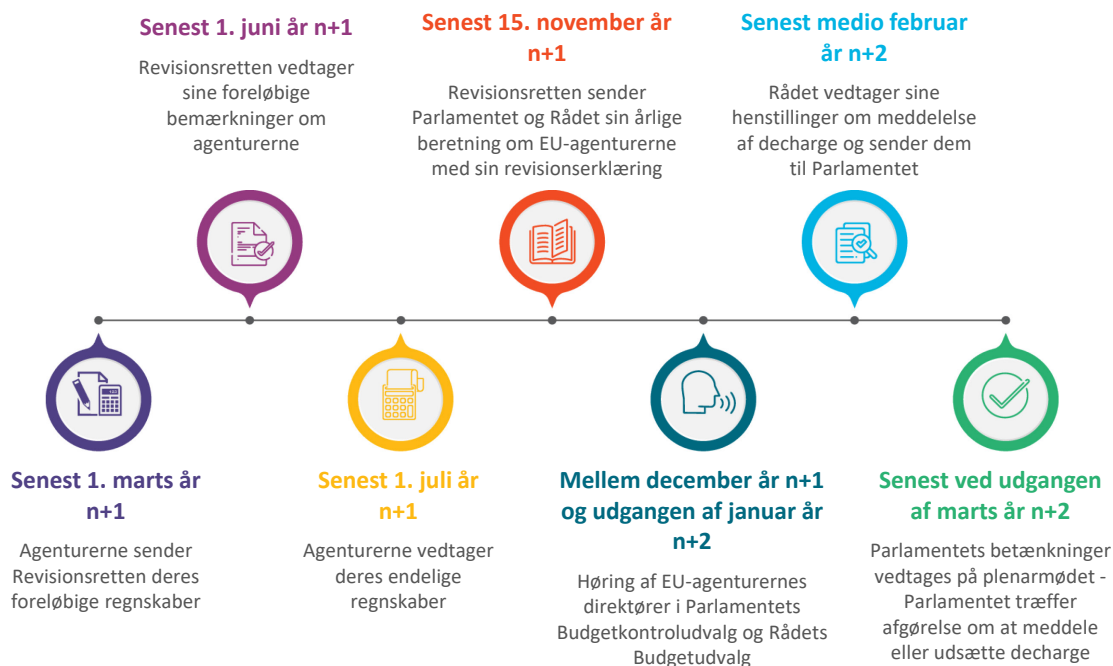 Senest 1. juni år n+1
Revisionsretten vedtager
sine foreløbige
bemærkninger om
agenturerne
Senest 15. november år
n+1
Revisionsretten sender
Parlamentet og Rådet sin årlige
beretning om EU-agenturerne
med sin revisionserklæring
Senest medio februar
år n+2
Rådet vedtager sine
henstillinger om meddelelse
af decharge og sender dem
til Parlamentet
Senest 1. marts år
n+1
Agenturerne sender
Revisionsretten deres
foreløbige regnskaber
Senest 1. juli år
n+1
Agenturerne vedtager
deres endelige
regnskaber
Mellem december år n+1
og udgangen af januar år
n+2
Høring af EU-agenturernes
direktører i Parlamentets
Budgetkontroludvalg og Rådets
Budgetudvalg
Senest ved udgangen
af marts år n+2
Parlamentets betænkninger
vedtages på plenarmødet -
Parlamentet træffer
afgørelse om at meddele
eller udsætte decharge